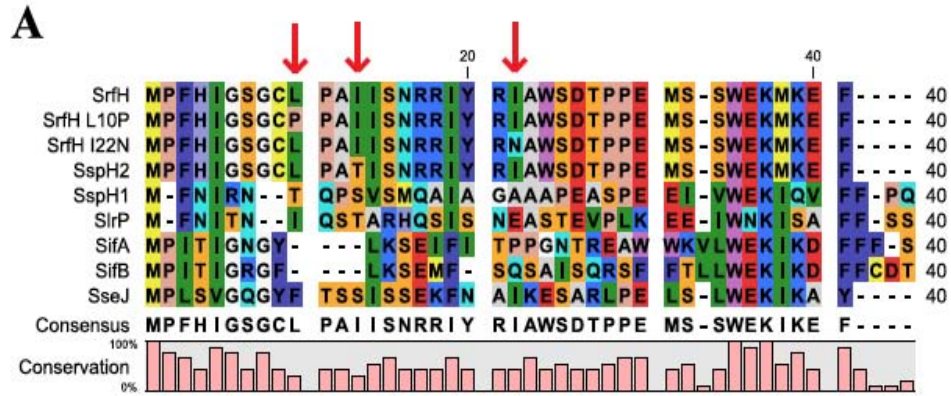 A
20 40
SrfH MPFHIGSGCL PAIISNRRIY RIAWSDTPPE MS-SWEKMKE F---- 40
SrfH L10P MPFHIGSGCP PAIISNRRIY RIAWSDTPPE MS-SWEKMKE F---- 40
SrfH I22N MPFHIGSGCL PAIISNRRIY RNAWSDTPPE MS-SWEKMKE F---- 40
SspH2 MPFHIGSGCL PATISNRRIY RIAWSDTPPE MS-SWEKMKE F---- 40
SspH1 M-FNIRN--T QPSVSMQAIA GAAAPEASPE EI-VWEKIQV FF-PQ 40
SlrP M-FNITN--I QSTARHQSIS NEASTEVPLK EE-IWNKISA FF-SS 40
SifA MPITIGNGY- ---LKSEIFI TPPGNTREAW WKVLWEKIKD FFF-S 40
SifB MPITIGRGF- ---LKSEMF- SQSAISQRSF FTLLWEKIKD FFCDT 40
SseJ MPLSVGQGYF TSSISSEKFN AIKESARLPE LS-LWEKIKA Y---- 40
Consensus MPFHIGSGCL PAIISNRRIY RIAWSDTPPE MS-SWEKIKE F----
100%
Conservation
0%